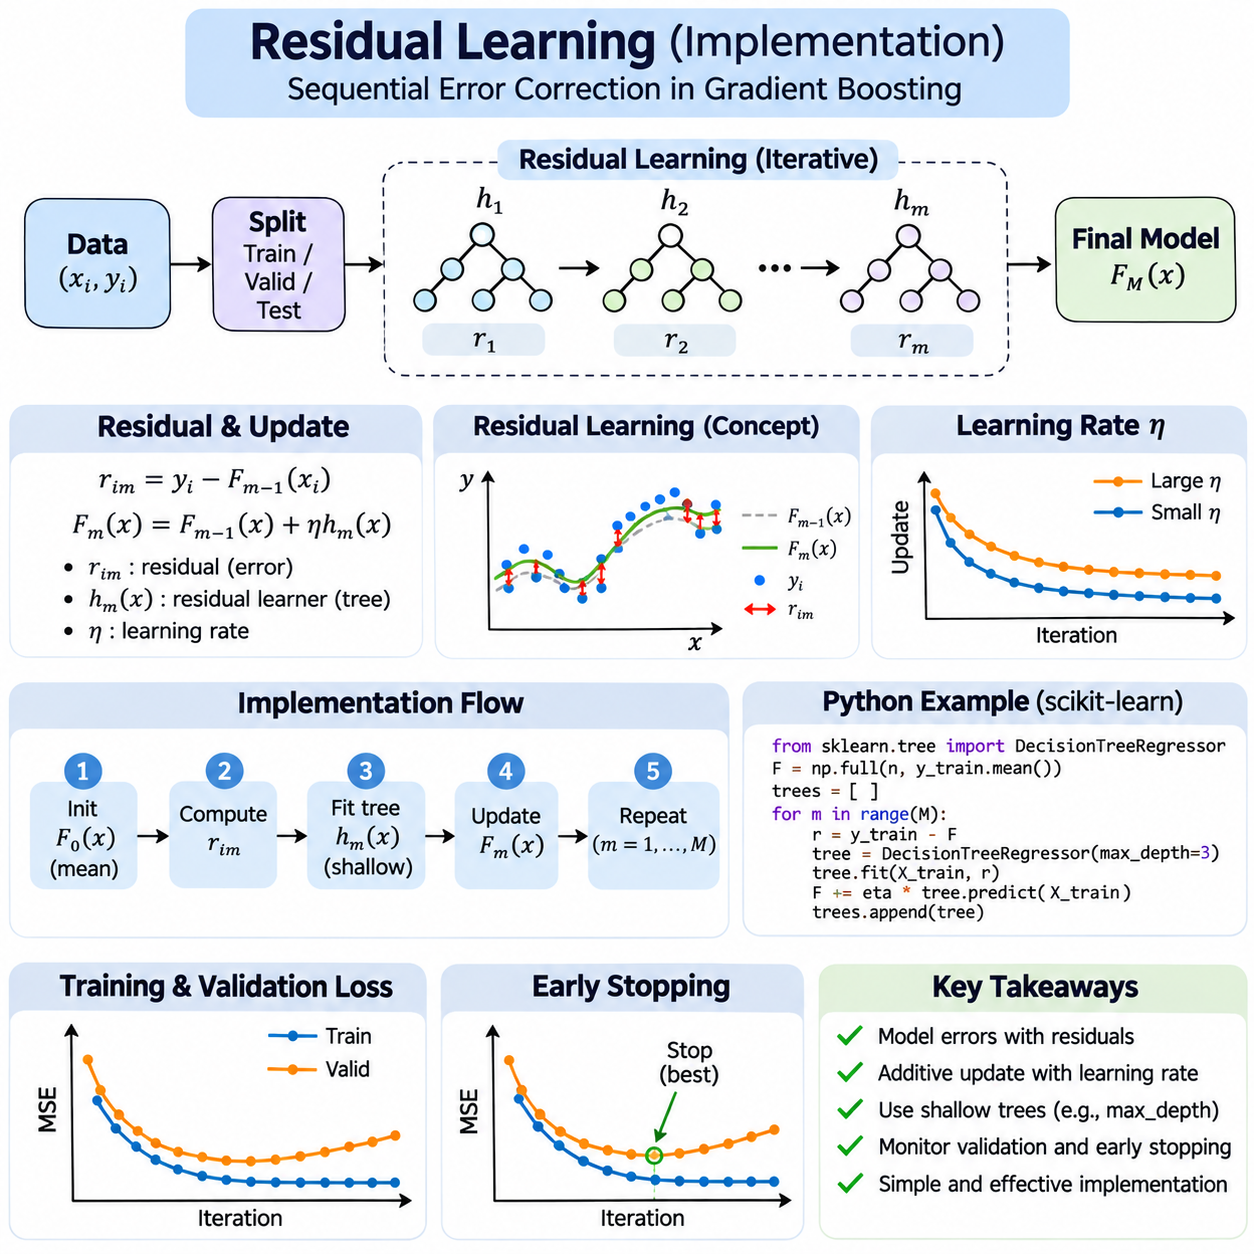 Residual Learning (Implementation)
Sequential Error Correction in Gradient Boosting
Residual Learning (Iterative)
Data
(xᵢ, yᵢ)
Split
Train /
Valid /
Test
h₁
h₂
hₘ
r₁
r₂
rₘ
Final Model
F_M(x)
Residual & Update
rᵢₘ = yᵢ − Fₘ₋₁(xᵢ)
Fₘ(x) = Fₘ₋₁(x) + ηhₘ(x)
• rᵢₘ : residual (error)
• hₘ(x) : residual learner (tree)
• η : learning rate
Residual Learning (Concept)
y
x
Fₘ₋₁(x)
Fₘ(x)
yᵢ
rᵢₘ
Learning Rate η
Update
Large η
Small η
Iteration
Implementation Flow
1
Init
F₀(x)
(mean)
2
Compute
rᵢₘ
3
Fit tree
hₘ(x)
(shallow)
4
Update
Fₘ(x)
5
Repeat
(m = 1, ..., M)
Python Example (scikit-learn)
from sklearn.tree import DecisionTreeRegressor
F = np.full(n, y_train.mean())
trees = [ ]
for m in range(M):
    r = y_train - F
    tree = DecisionTreeRegressor(max_depth=3)
    tree.fit(X_train, r)
    F += eta * tree.predict(X_train)
    trees.append(tree)
Training & Validation Loss
MSE
Train
Valid
Iteration
Early Stopping
MSE
Stop
(best)
Iteration
Key Takeaways
✓ Model errors with residuals
✓ Additive update with learning rate
✓ Use shallow trees (e.g., max_depth)
✓ Monitor validation and early stopping
✓ Simple and effective implementation